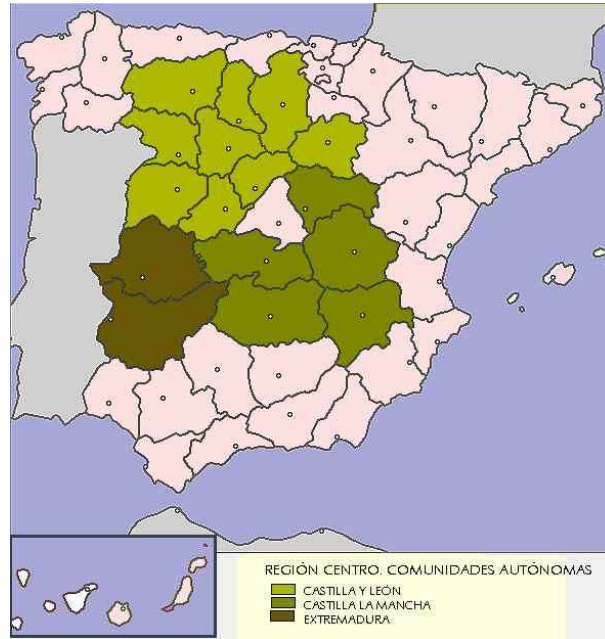 REGIÓN CENTRO. COMUNIDADES AUTÓNOMAS
CASTILLA Y LEÓN
CASTILLA LA MANCHA
EXTREMADURA